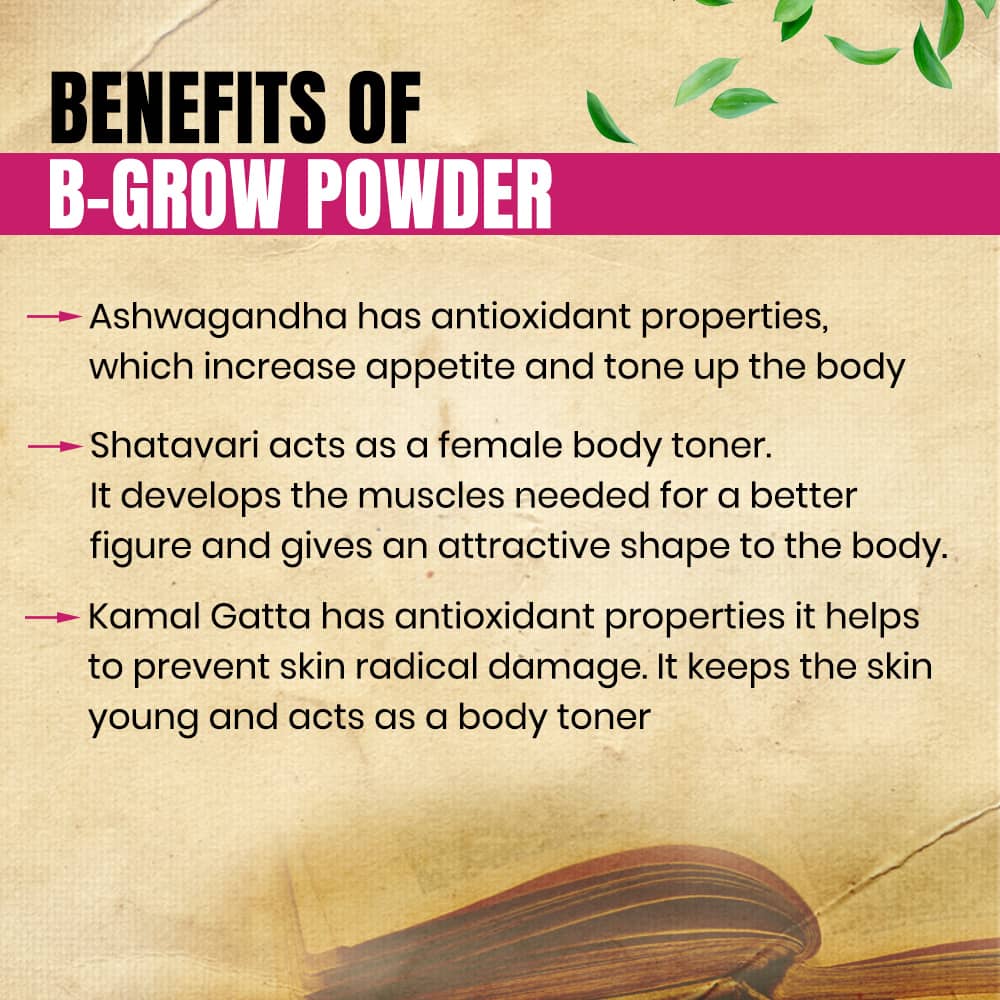 BENEFITS OF
B-GROW POWDER
Ashwagandha has antioxidant properties,
which increase appetite and tone up the body
Shatavari acts as a female body toner.
It develops the muscles needed for a better
figure and gives an attractive shape to the body.
Kamal Gatta has antioxidant properties it helps
to prevent skin radical damage. It keeps the skin
young and acts as a body toner